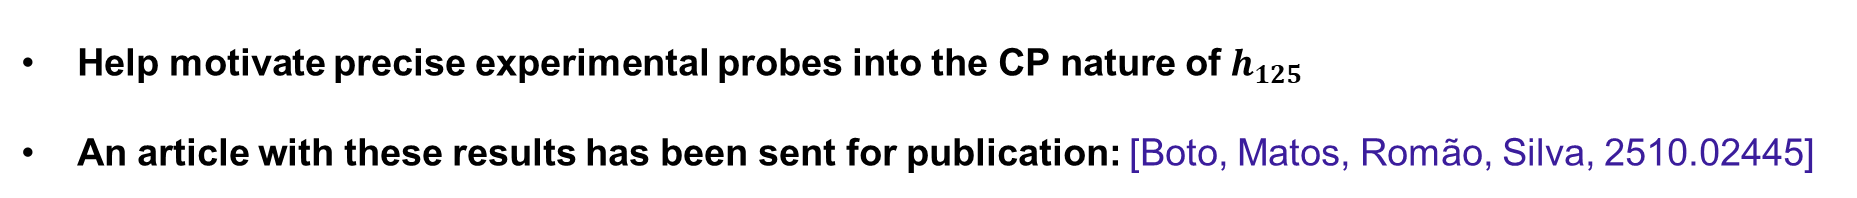 • Help motivate precise experimental probes into the CP nature of h₁₂₅
• An article with these results has been sent for publication: [Boto, Matos, Romão, Silva, 2510.02445]